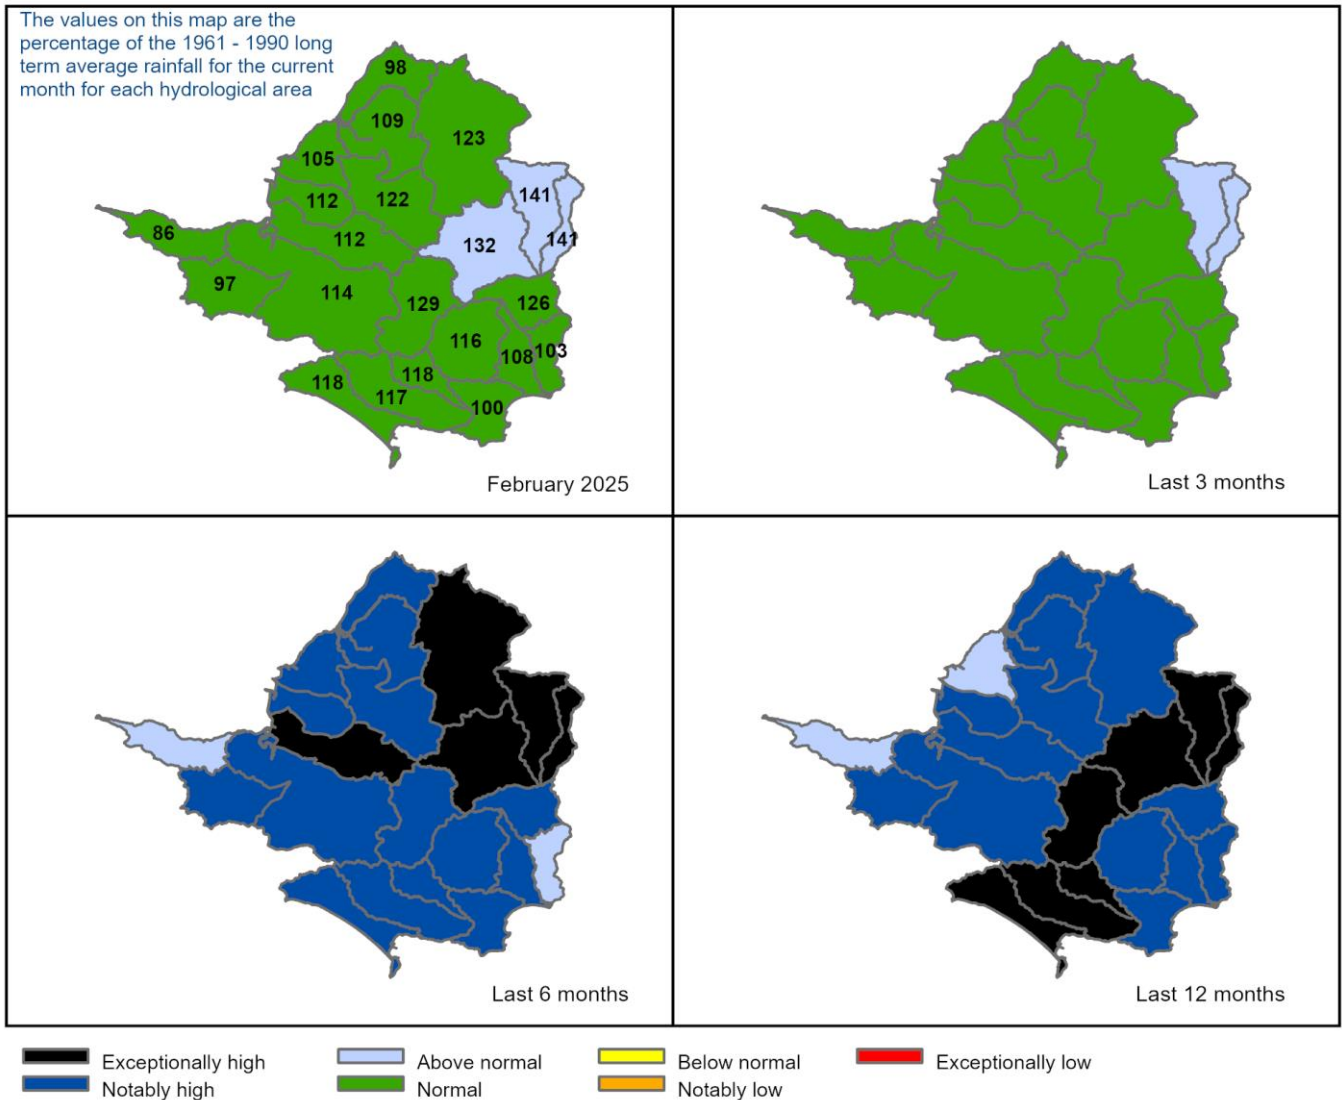 The values on this map are the
percentage of the 1961 - 1990 long
term average rainfall for the current
month for each hydrological area
98
109
123
105
141
112
122
86
112
132
141
97
114
129
126
116
108
103
118
118
117
100
February 2025
Last 3 months
Last 6 months
Last 12 months
Exceptionally high
Above normal
Below normal
Exceptionally low
Notably high
Normal
Notably low